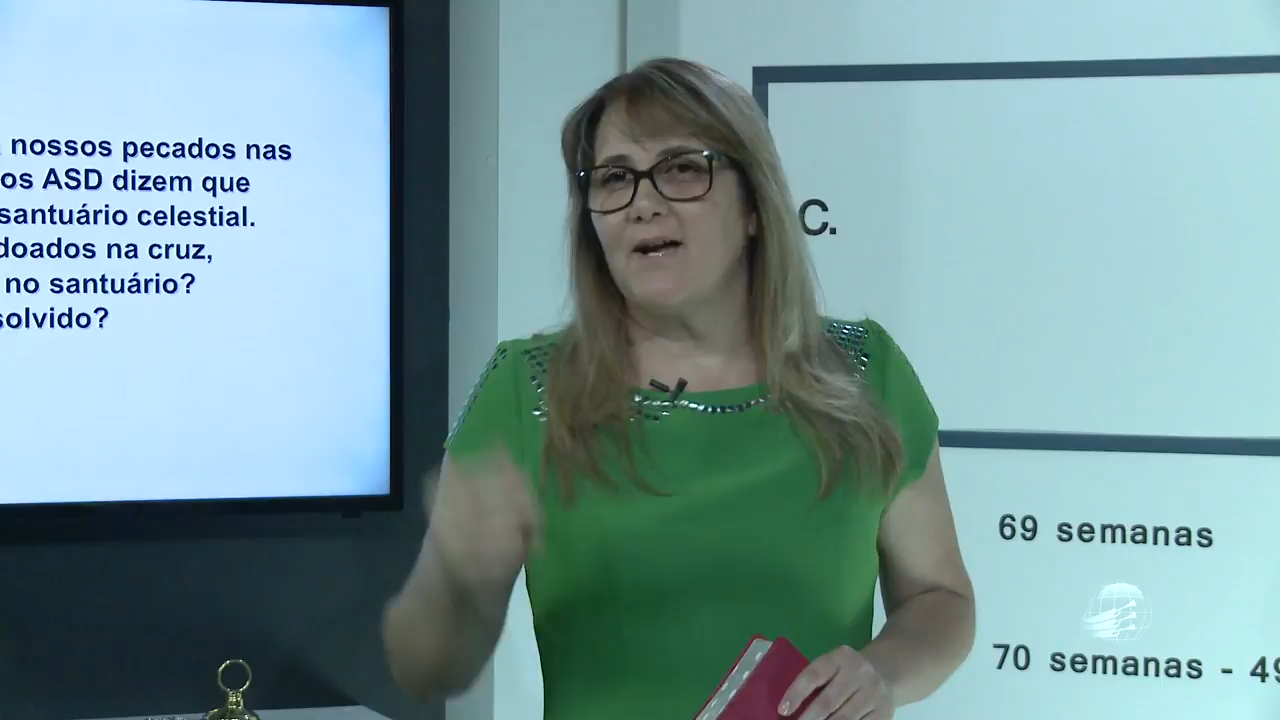 nossos pecados nas
os ASD dizem que
santuário celestial.
doados na cruz,
no santuário?
solvido?
C.
69 semanas
70 semanas - 49